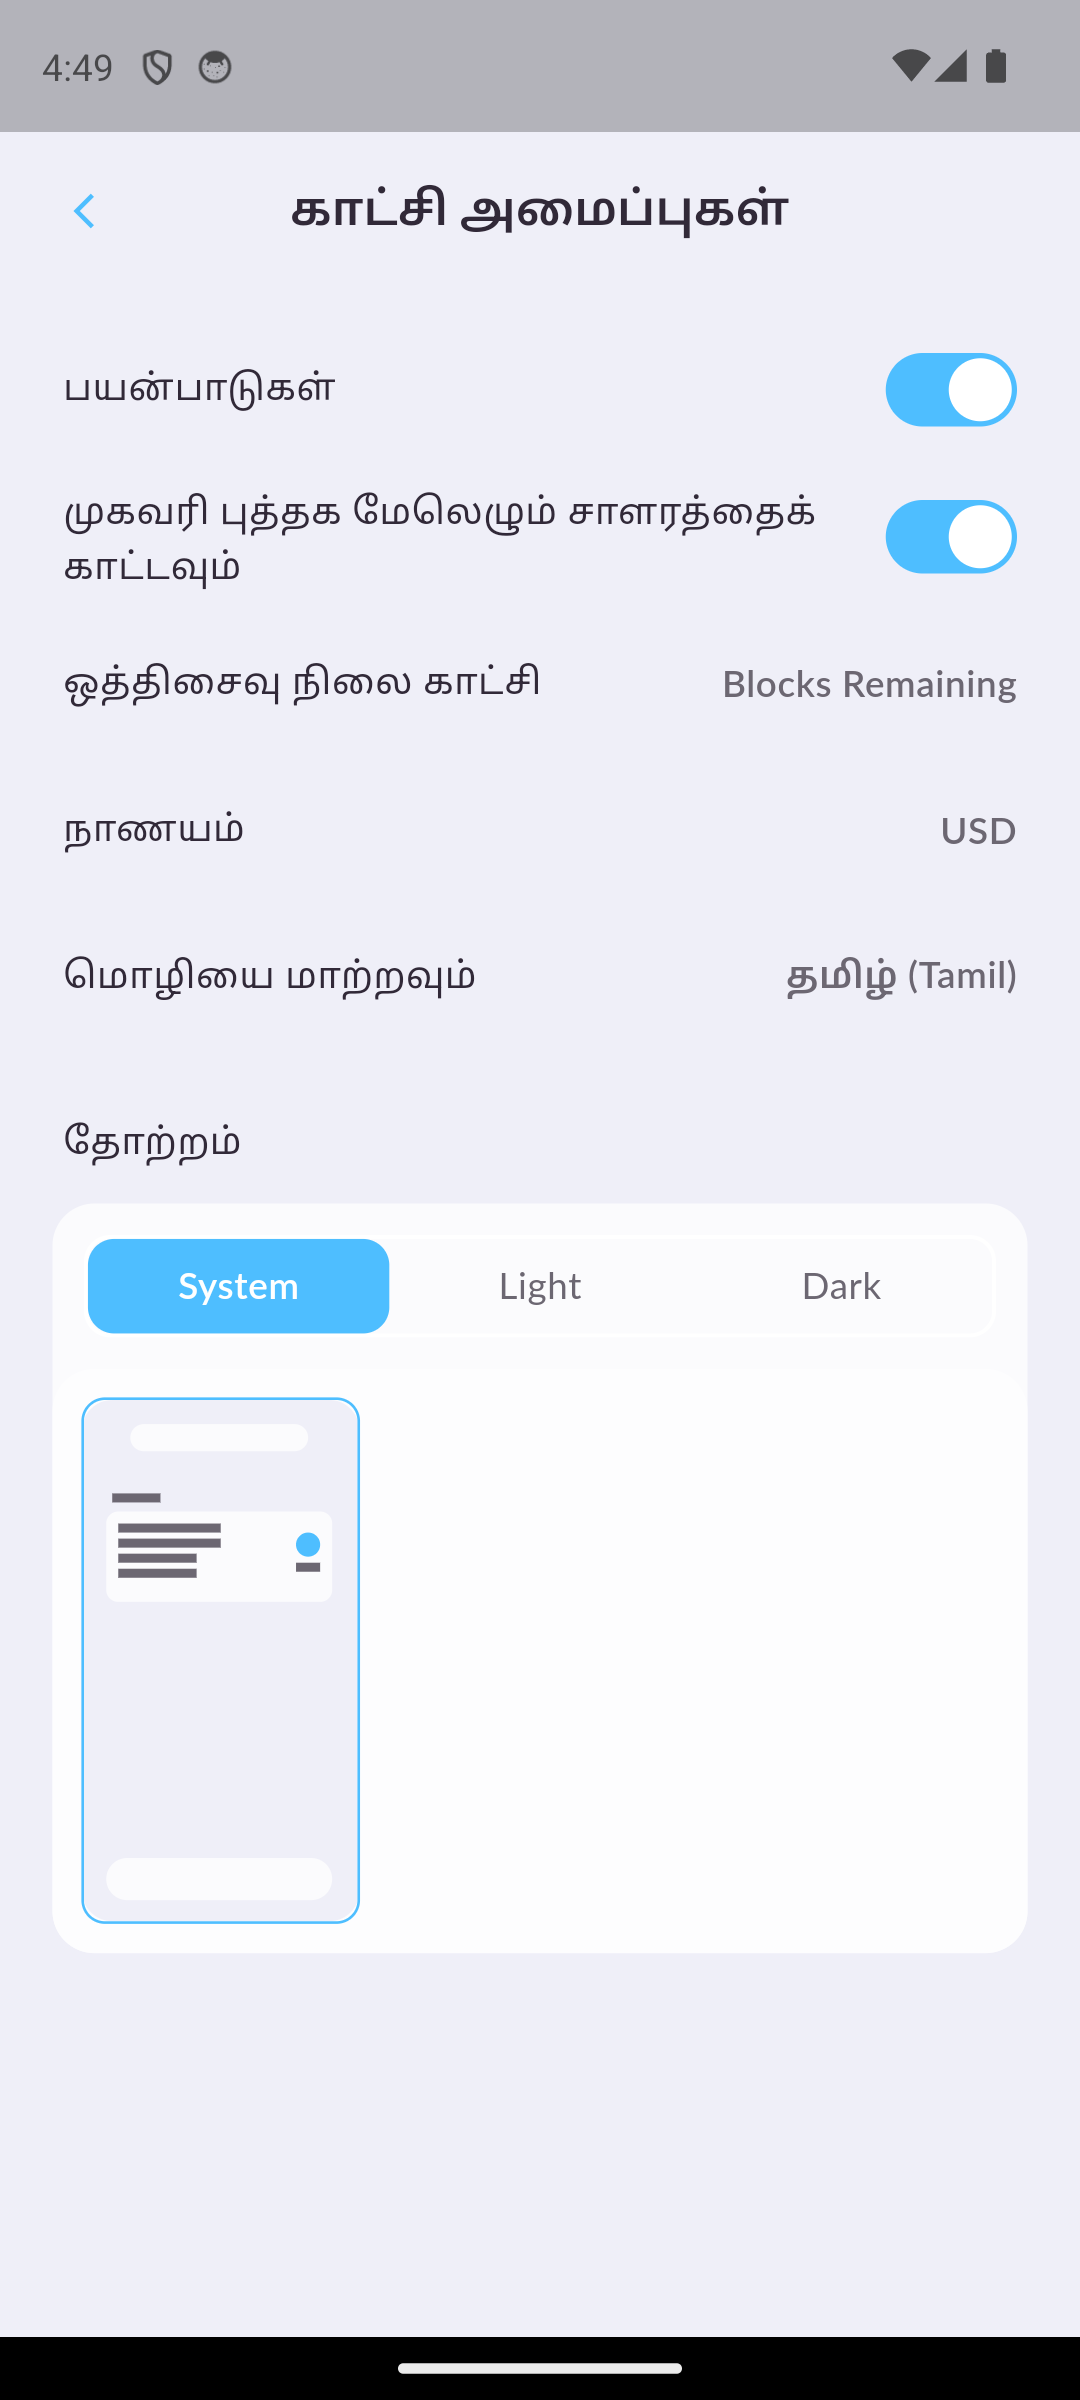 4:49
காட்சி அமைப்புகள்
பயன்பாடுகள்
முகவரி புத்தக மேலெழும் சாளரத்தைக்
காட்டவும்
ஒத்திசைவு நிலை காட்சி
Blocks Remaining
நாணயம்
USD
மொழியை மாற்றவும்
தமிழ் (Tamil)
தோற்றம்
System
Light
Dark